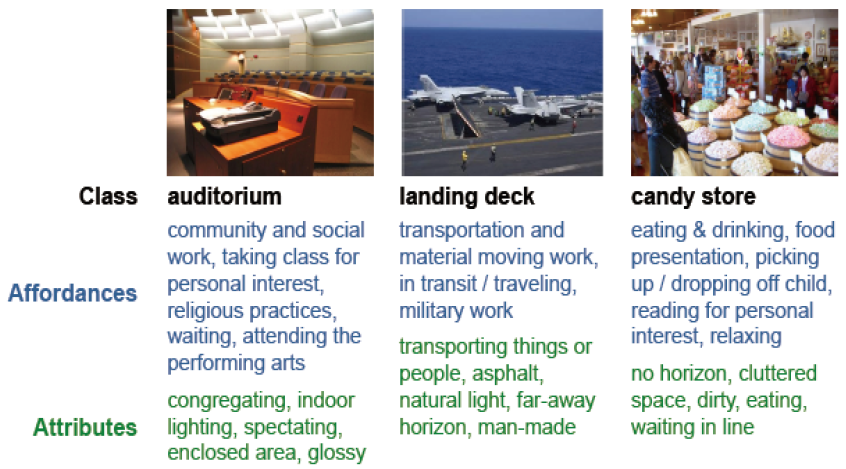 Class
auditorium
landing deck
candy store
Affordances
community and social
work, taking class for
personal interest,
religious practices,
waiting, attending the
performing arts
transportation and
material moving work,
in transit / traveling,
military work
eating & drinking, food
presentation, picking
up / dropping off child,
reading for personal
interest, relaxing
Attributes
congregating, indoor
lighting, spectating,
enclosed area, glossy
transporting things or
people, asphalt,
natural light, far-away
horizon, man-made
no horizon, cluttered
space, dirty, eating,
waiting in line